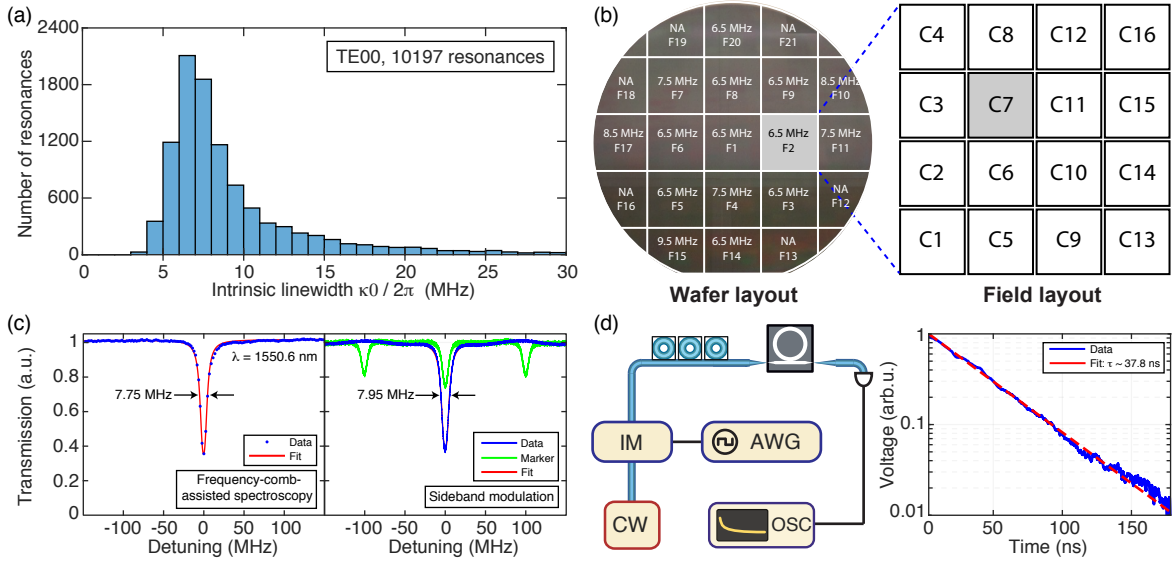 (a)
2400
1800
1200
600
0
Number of resonances
TE00, 10197 resonances
0 5 10 15 20 25 30
Intrinsic linewidth κ0 / 2π (MHz)
(b)
NA
F19
6.5 MHz
F20
NA
F21
NA
F18
7.5 MHz
F7
6.5 MHz
F8
6.5 MHz
F9
8.5 MHz
F10
8.5 MHz
F17
6.5 MHz
F6
6.5 MHz
F1
6.5 MHz
F2
7.5 MHz
F11
NA
F16
6.5 MHz
F5
7.5 MHz
F4
6.5 MHz
F3
NA
F12
9.5 MHz
F15
6.5 MHz
F14
NA
F13
Wafer layout
C4 C8 C12 C16
C3 C7 C11 C15
C2 C6 C10 C14
C1 C5 C9 C13
Field layout
(c)
1
0.8
0.6
0.4
0.2
0
Transmission (a.u.)
λ = 1550.6 nm
7.75 MHz
Data
Fit
Frequency-comb-
assisted spectroscopy
-100 -50 0 50 100
Detuning (MHz)
7.95 MHz
Data
Marker
Fit
Sideband modulation
-100 -50 0 50 100
Detuning (MHz)
(d)
IM
AWG
CW
OSC
1
0.1
0.01
Voltage (arb.u.)
Data
Fit: τ ~ 37.8 ns
0 50 100 150
Time (ns)